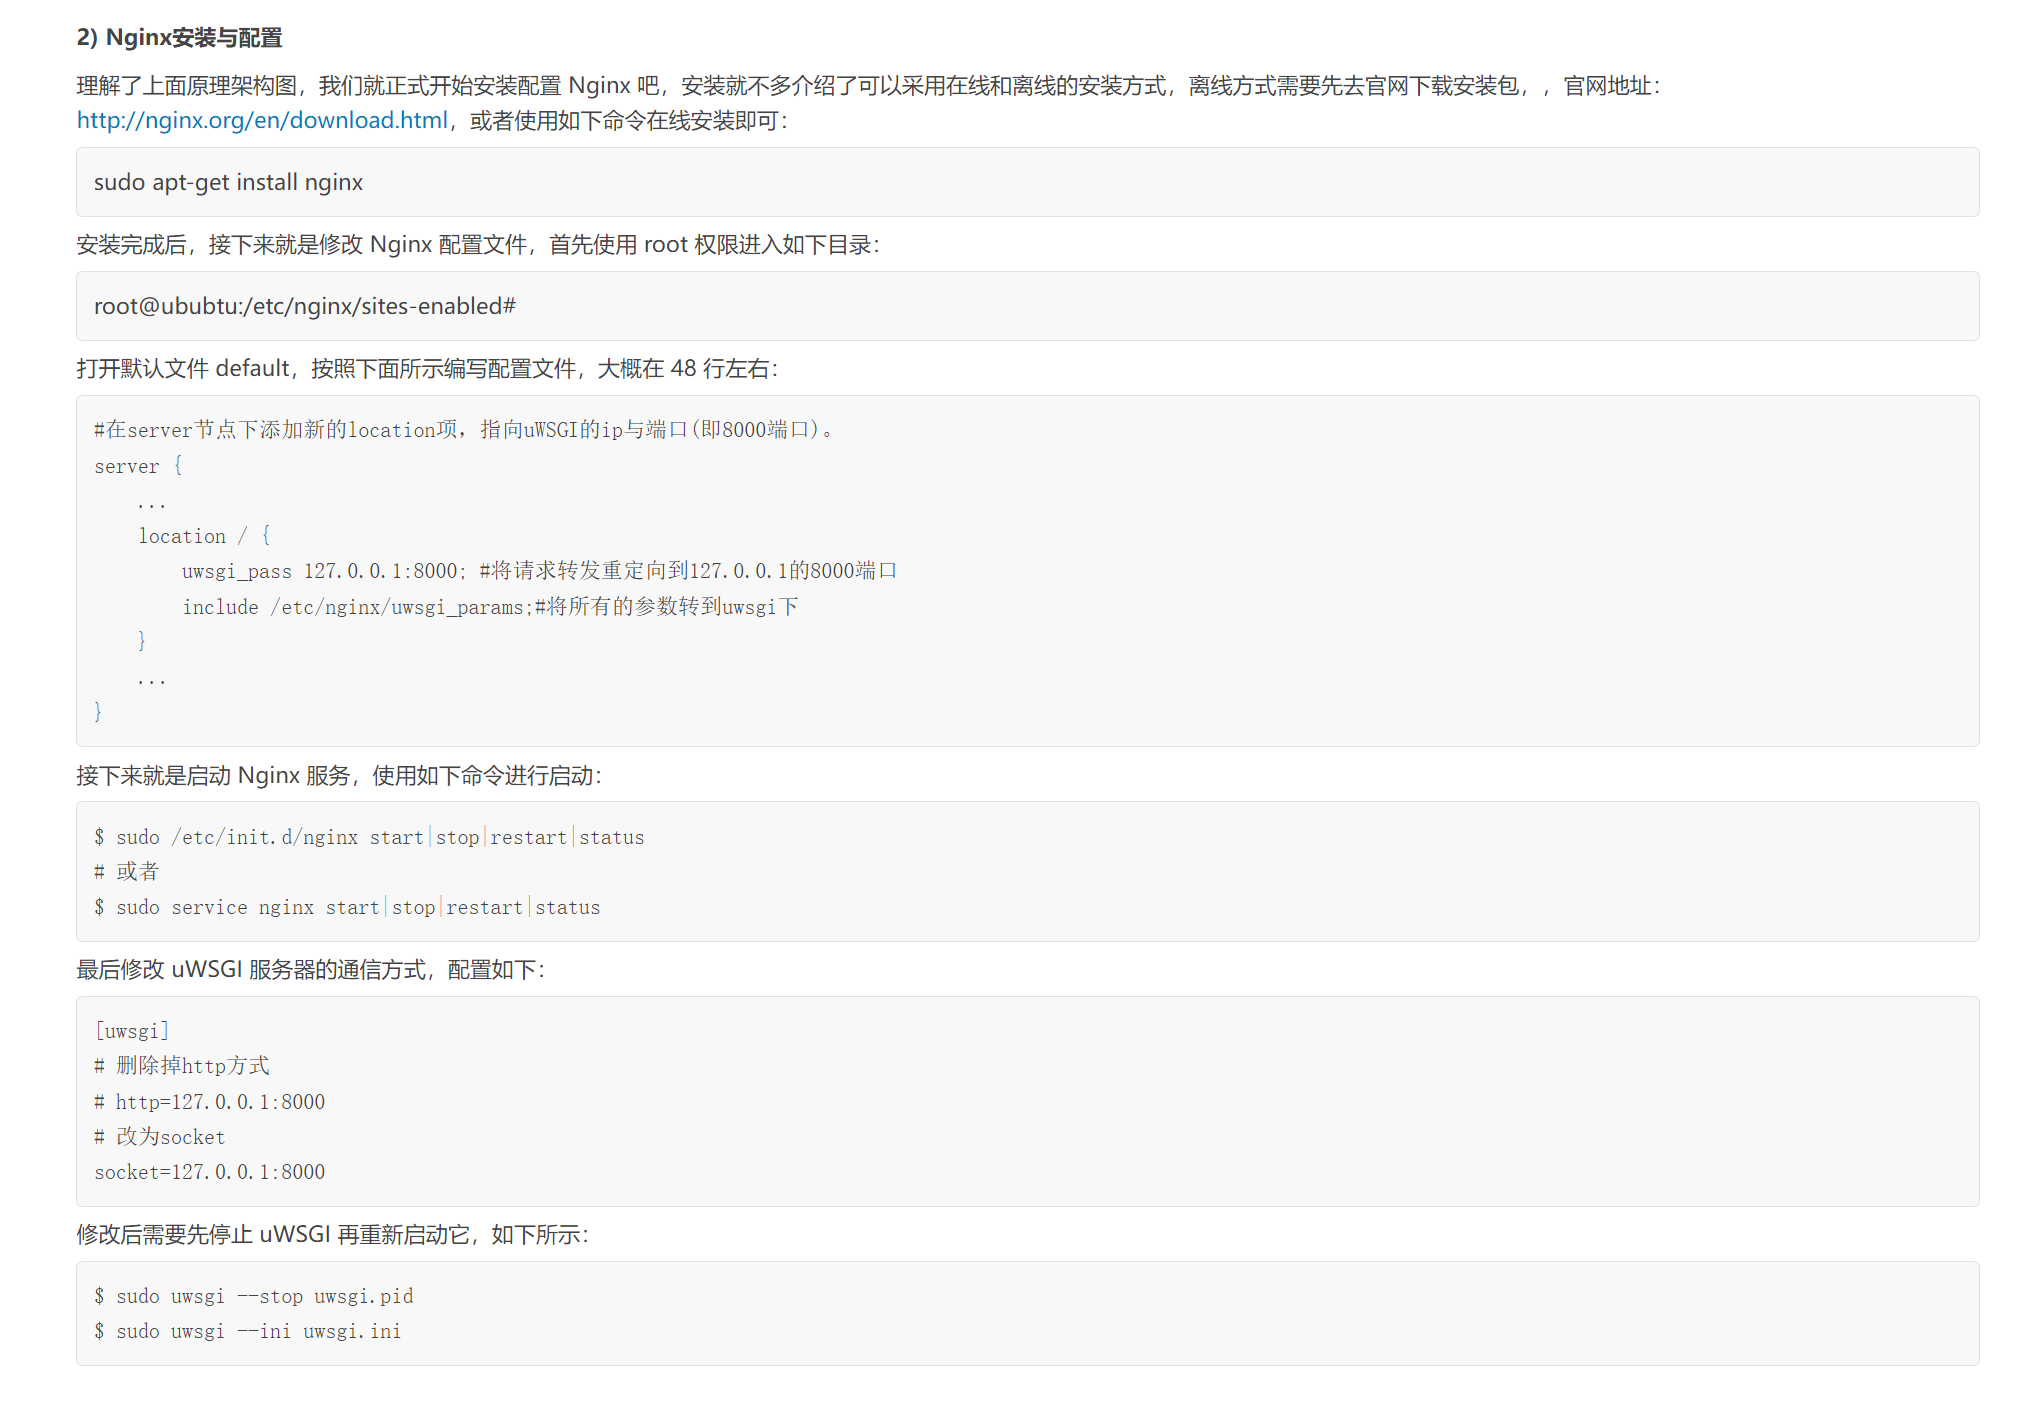 2) Nginx安装与配置
理解了上面原理架构图，我们就正式开始安装配置 Nginx 吧，安装就不多介绍了可以采用在线和离线的安装方式，离线方式需要先去官网下载安装包，，官网地址：
http://nginx.org/en/download.html，或者使用如下命令在线安装即可：
sudo apt-get install nginx
安装完成后，接下来就是修改 Nginx 配置文件，首先使用 root 权限进入如下目录：
root@ububtu:/etc/nginx/sites-enabled#
打开默认文件 default，按照下面所示编写配置文件，大概在 48 行左右：
#在server节点下添加新的location项，指向uWSGI的ip与端口(即8000端口)。
server {
    ...
    location / {
        uwsgi_pass 127.0.0.1:8000; #将请求转发重定向到127.0.0.1的8000端口
        include /etc/nginx/uwsgi_params;#将所有的参数转到uwsgi下
    }
    ...
}
接下来就是启动 Nginx 服务，使用如下命令进行启动：
$ sudo /etc/init.d/nginx start|stop|restart|status
# 或者
$ sudo service nginx start|stop|restart|status
最后修改 uWSGI 服务器的通信方式，配置如下：
[uwsgi]
# 删除掉http方式
# http=127.0.0.1:8000
# 改为socket
socket=127.0.0.1:8000
修改后需要先停止 uWSGI 再重新启动它，如下所示：
$ sudo uwsgi --stop uwsgi.pid
$ sudo uwsgi --ini uwsgi.ini